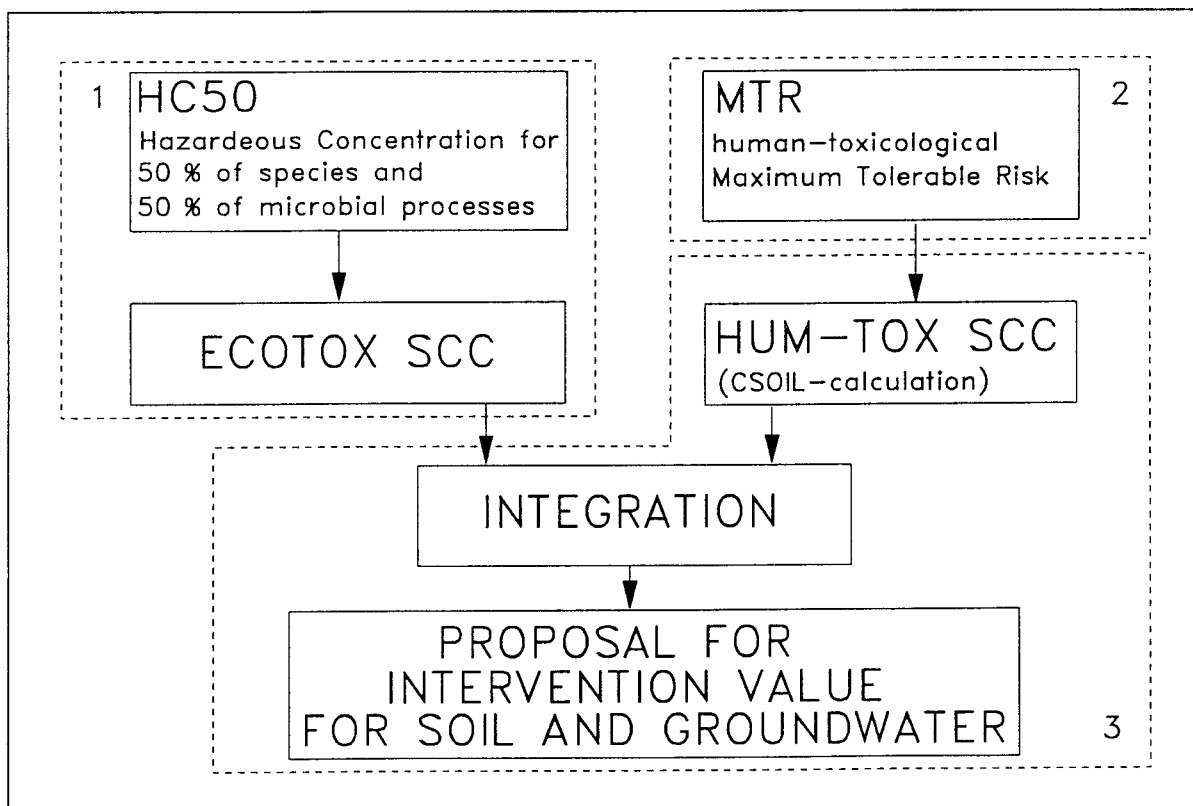 1
HC50
Hazardeous Concentration for
50 % of species and
50 % of microbial processes
MTR
human-toxicological
Maximum Tolerable Risk
2
ECOTOX SCC
HUM-TOX SCC
(CSOIL-calculation)
INTEGRATION
PROPOSAL FOR
INTERVENTION VALUE
FOR SOIL AND GROUNDWATER
3